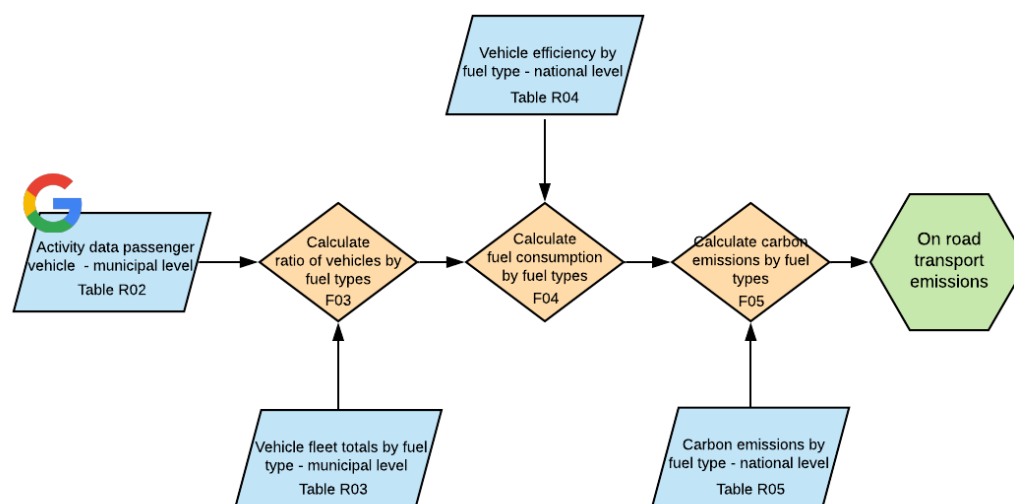 Vehicle efficiency by
fuel type - national level
Table R04
G
Activity data passenger
vehicle - municipal level
Table R02
Calculate
ratio of vehicles by
fuel types
F03
Calculate
fuel consumption
by fuel types
F04
Calculate carbon
emissions by fuel
types
F05
On road
transport
emissions
Vehicle fleet totals by fuel
type - municipal level
Table R03
Carbon emissions by
fuel type - national level
Table R05